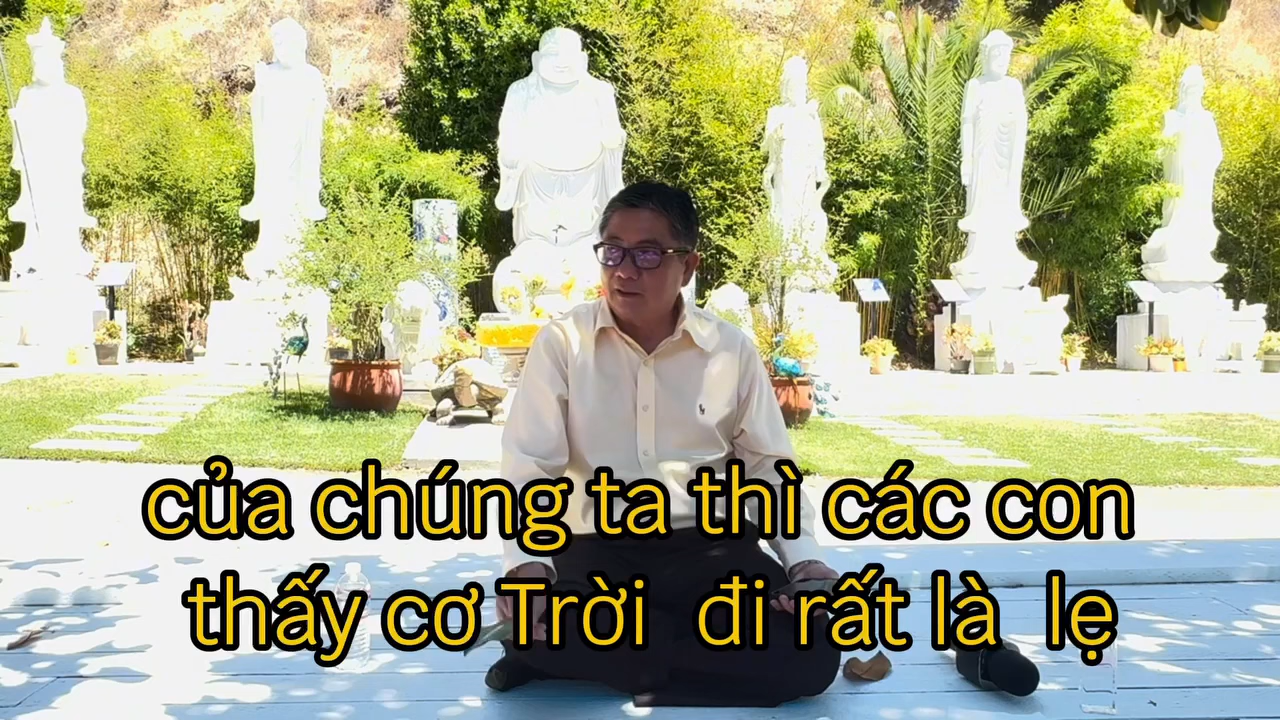 của chúng ta thì các con
thấy cơ Trời đi rất là lẹ